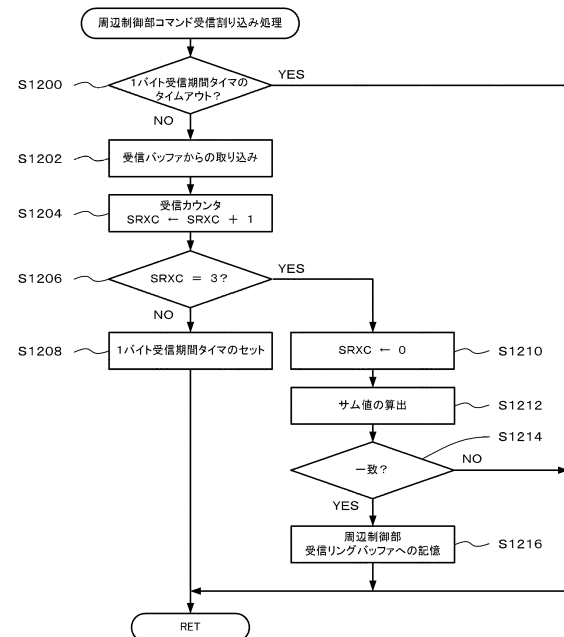 周辺制御部コマンド受信割り込み処理
S1200
1バイト受信期間タイマの
タイムアウト?
YES
NO
S1202
受信バッファからの取り込み
S1204
受信カウンタ
SRXC ← SRXC + 1
S1206
SRXC = 3?
YES
NO
S1208
1バイト受信期間タイマのセット
SRXC ← 0
S1210
サム値の算出
S1212
S1214
一致?
NO
YES
周辺制御部
受信リングバッファへの記憶
S1216
RET